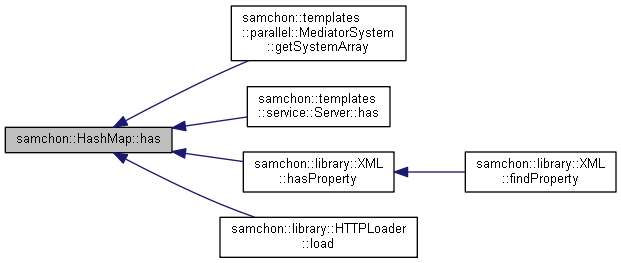 samchon::templates
::parallel::MediatorSystem
::getSystemArray
samchon::templates
::service::Server::has
samchon::HashMap::has
samchon::library::XML
::hasProperty
samchon::library::XML
::findProperty
samchon::library::HTTPLoader
::load